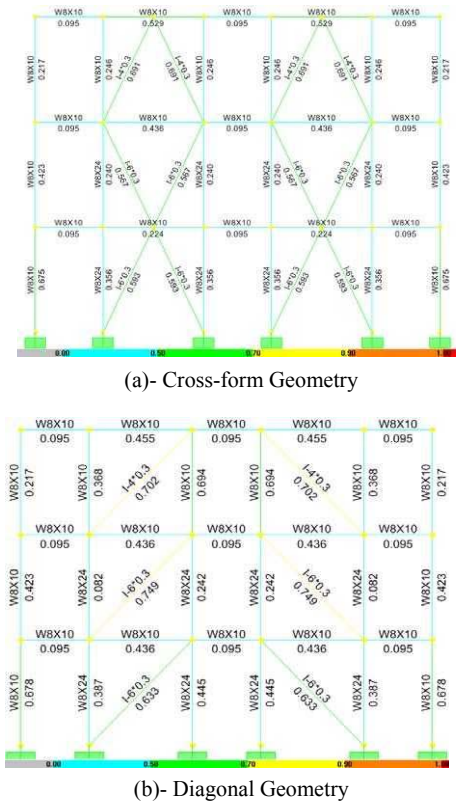 W8X10 W8X10 W8X10 W8X10 W8X10
0.095 0.529 0.095 0.529 0.095
W8X10 W8X10 I-4*0.3 I-4*0.3 W8X10 W8X10 I-4*0.3 I-4*0.3 W8X10 W8X10
0.217 0.246 0.691 0.691 0.246 0.246 0.691 0.691 0.246 0.217
W8X10 W8X10 W8X10 W8X10 W8X10
0.095 0.436 0.095 0.436 0.095
W8X10 W8X24 I-6*0.3 I-6*0.3 W8X24 W8X24 I-6*0.3 I-6*0.3 W8X24 W8X10
0.423 0.240 0.567 0.567 0.240 0.240 0.567 0.567 0.240 0.423
W8X10 W8X10 W8X10 W8X10 W8X10
0.095 0.224 0.095 0.224 0.095
W8X10 W8X24 I-6*0.3 I-6*0.3 W8X24 W8X24 I-6*0.3 I-6*0.3 W8X24 W8X10
0.675 0.356 0.593 0.593 0.356 0.356 0.593 0.593 0.356 0.675
0.00 0.50 0.70 0.90
(a)- Cross-form Geometry
W8X10 W8X10 W8X10 W8X10 W8X10
0.095 0.455 0.095 0.455 0.095
W8X10 W8X10 I-4*0.3 W8X10 W8X10 I-4*0.3 W8X10 W8X10
0.217 0.368 0.702 0.694 0.694 0.702 0.368 0.217
W8X10 W8X10 W8X10 W8X10 W8X10
0.095 0.436 0.095 0.436 0.095
W8X10 W8X24 I-6*0.3 W8X24 W8X24 I-6*0.3 W8X24 W8X10
0.423 0.082 0.749 0.242 0.242 0.749 0.082 0.423
W8X10 W8X10 W8X10 W8X10 W8X10
0.095 0.436 0.095 0.436 0.095
W8X10 W8X24 I-6*0.3 W8X24 W8X24 I-6*0.3 W8X24 W8X10
0.678 0.387 0.633 0.445 0.445 0.633 0.387 0.678
0.00 0.50 0.70 0.90
(b)- Diagonal Geometry